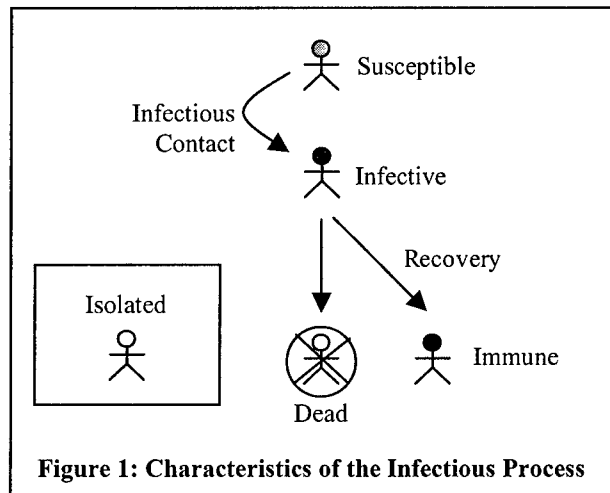 Susceptible
Infectious
Contact
Infective
Recovery
Isolated
Immune
Dead
Figure 1: Characteristics of the Infectious Process